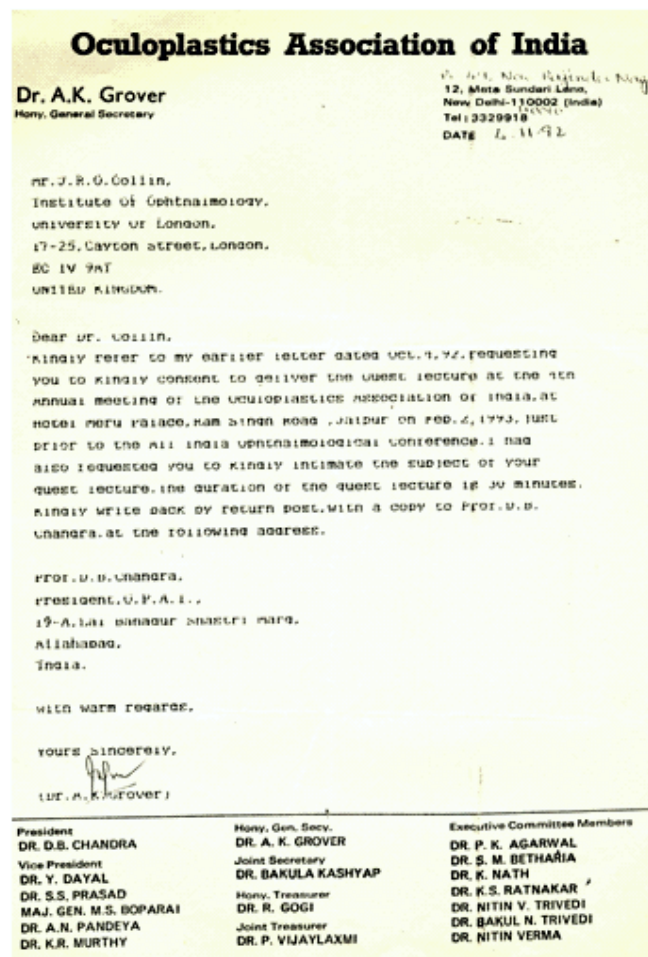 Oculoplastics Association of India
Dr. A.K. Grover
Hony. General Secretary
12, Mata Sundari Lane,
New Delhi-110002 (India)
Tel : 3329918
DATE 11.92
Mr.J.R.O.Collin,
Institute Of Ophthalmology,
University Of London,
17-25,Cayton Street,London,
EC 1V 9AT
UNITED KINGDOM.
Dear Dr. Collin,
Kindly refer to my earlier letter dated Oct.4,92,requesting
you to kindly consent to deliver the Guest lecture at the 4th
Annual meeting of the Oculoplastics Association of India,at
Hotel Meru Palace,Ram Singh Road ,Jaipur on Feb.2,1993,just
prior to the All India Ophthalmological Conference.I had
also requested you to kindly intimate the subject of your
guest lecture.The duration of the guest lecture is 30 minutes.
Kindly write back by return post,with a copy to Prof.D.B.
Chandra.at the following address.
Prof.D.B.Chandra,
President,O.P.A.I.,
19-A,Lal Bahadur Shastri Marg,
Allahabad,
India.
with warm regards,
Yours Sincerely,
(Dr.A.K.Grover)
President
DR. D.B. CHANDRA
Vice President
DR. Y. DAYAL
DR. S.S. PRASAD
MAJ. GEN. M.S. BOPARAI
DR. A.N. PANDEYA
DR. K.R. MURTHY
Hony. Gen. Secy.
DR. A. K. GROVER
Joint Secretary
DR. BAKULA KASHYAP
Hony. Treasurer
DR. R. GOGI
Joint Treasurer
DR. P. VIJAYLAXMI
Executive Committee Members
DR. P. K. AGARWAL
DR. S. M. BETHARIA
DR. K. NATH
DR. K.S. RATNAKAR
DR. NITIN V. TRIVEDI
DR. BAKUL N. TRIVEDI
DR. NITIN VERMA